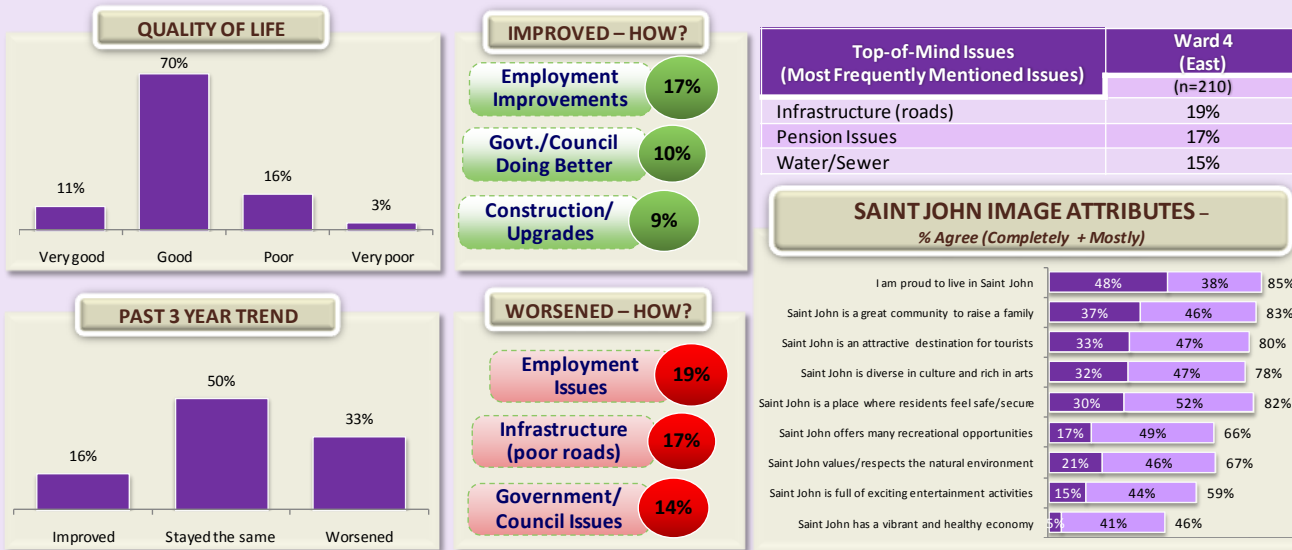 QUALITY OF LIFE
70%
11%
16%
3%
Very good
Good
Poor
Very poor
IMPROVED – HOW?
Employment
Improvements
17%
Govt./Council
Doing Better
10%
Construction/
Upgrades
9%
Top-of-Mind Issues
(Most Frequently Mentioned Issues)
Ward 4
(East)
(n=210)
Infrastructure (roads) 19%
Pension Issues 17%
Water/Sewer 15%
PAST 3 YEAR TREND
16%
50%
33%
Improved
Stayed the same
Worsened
WORSENED – HOW?
Employment
Issues
19%
Infrastructure
(poor roads)
17%
Government/
Council Issues
14%
SAINT JOHN IMAGE ATTRIBUTES –
% Agree (Completely + Mostly)
I am proud to live in Saint John 48% 38% 85%
Saint John is a great community to raise a family 37% 46% 83%
Saint John is an attractive destination for tourists 33% 47% 80%
Saint John is diverse in culture and rich in arts 32% 47% 78%
Saint John is a place where residents feel safe/secure 30% 52% 82%
Saint John offers many recreational opportunities 17% 49% 66%
Saint John values/respects the natural environment 21% 46% 67%
Saint John is full of exciting entertainment activities 15% 44% 59%
Saint John has a vibrant and healthy economy 5% 41% 46%